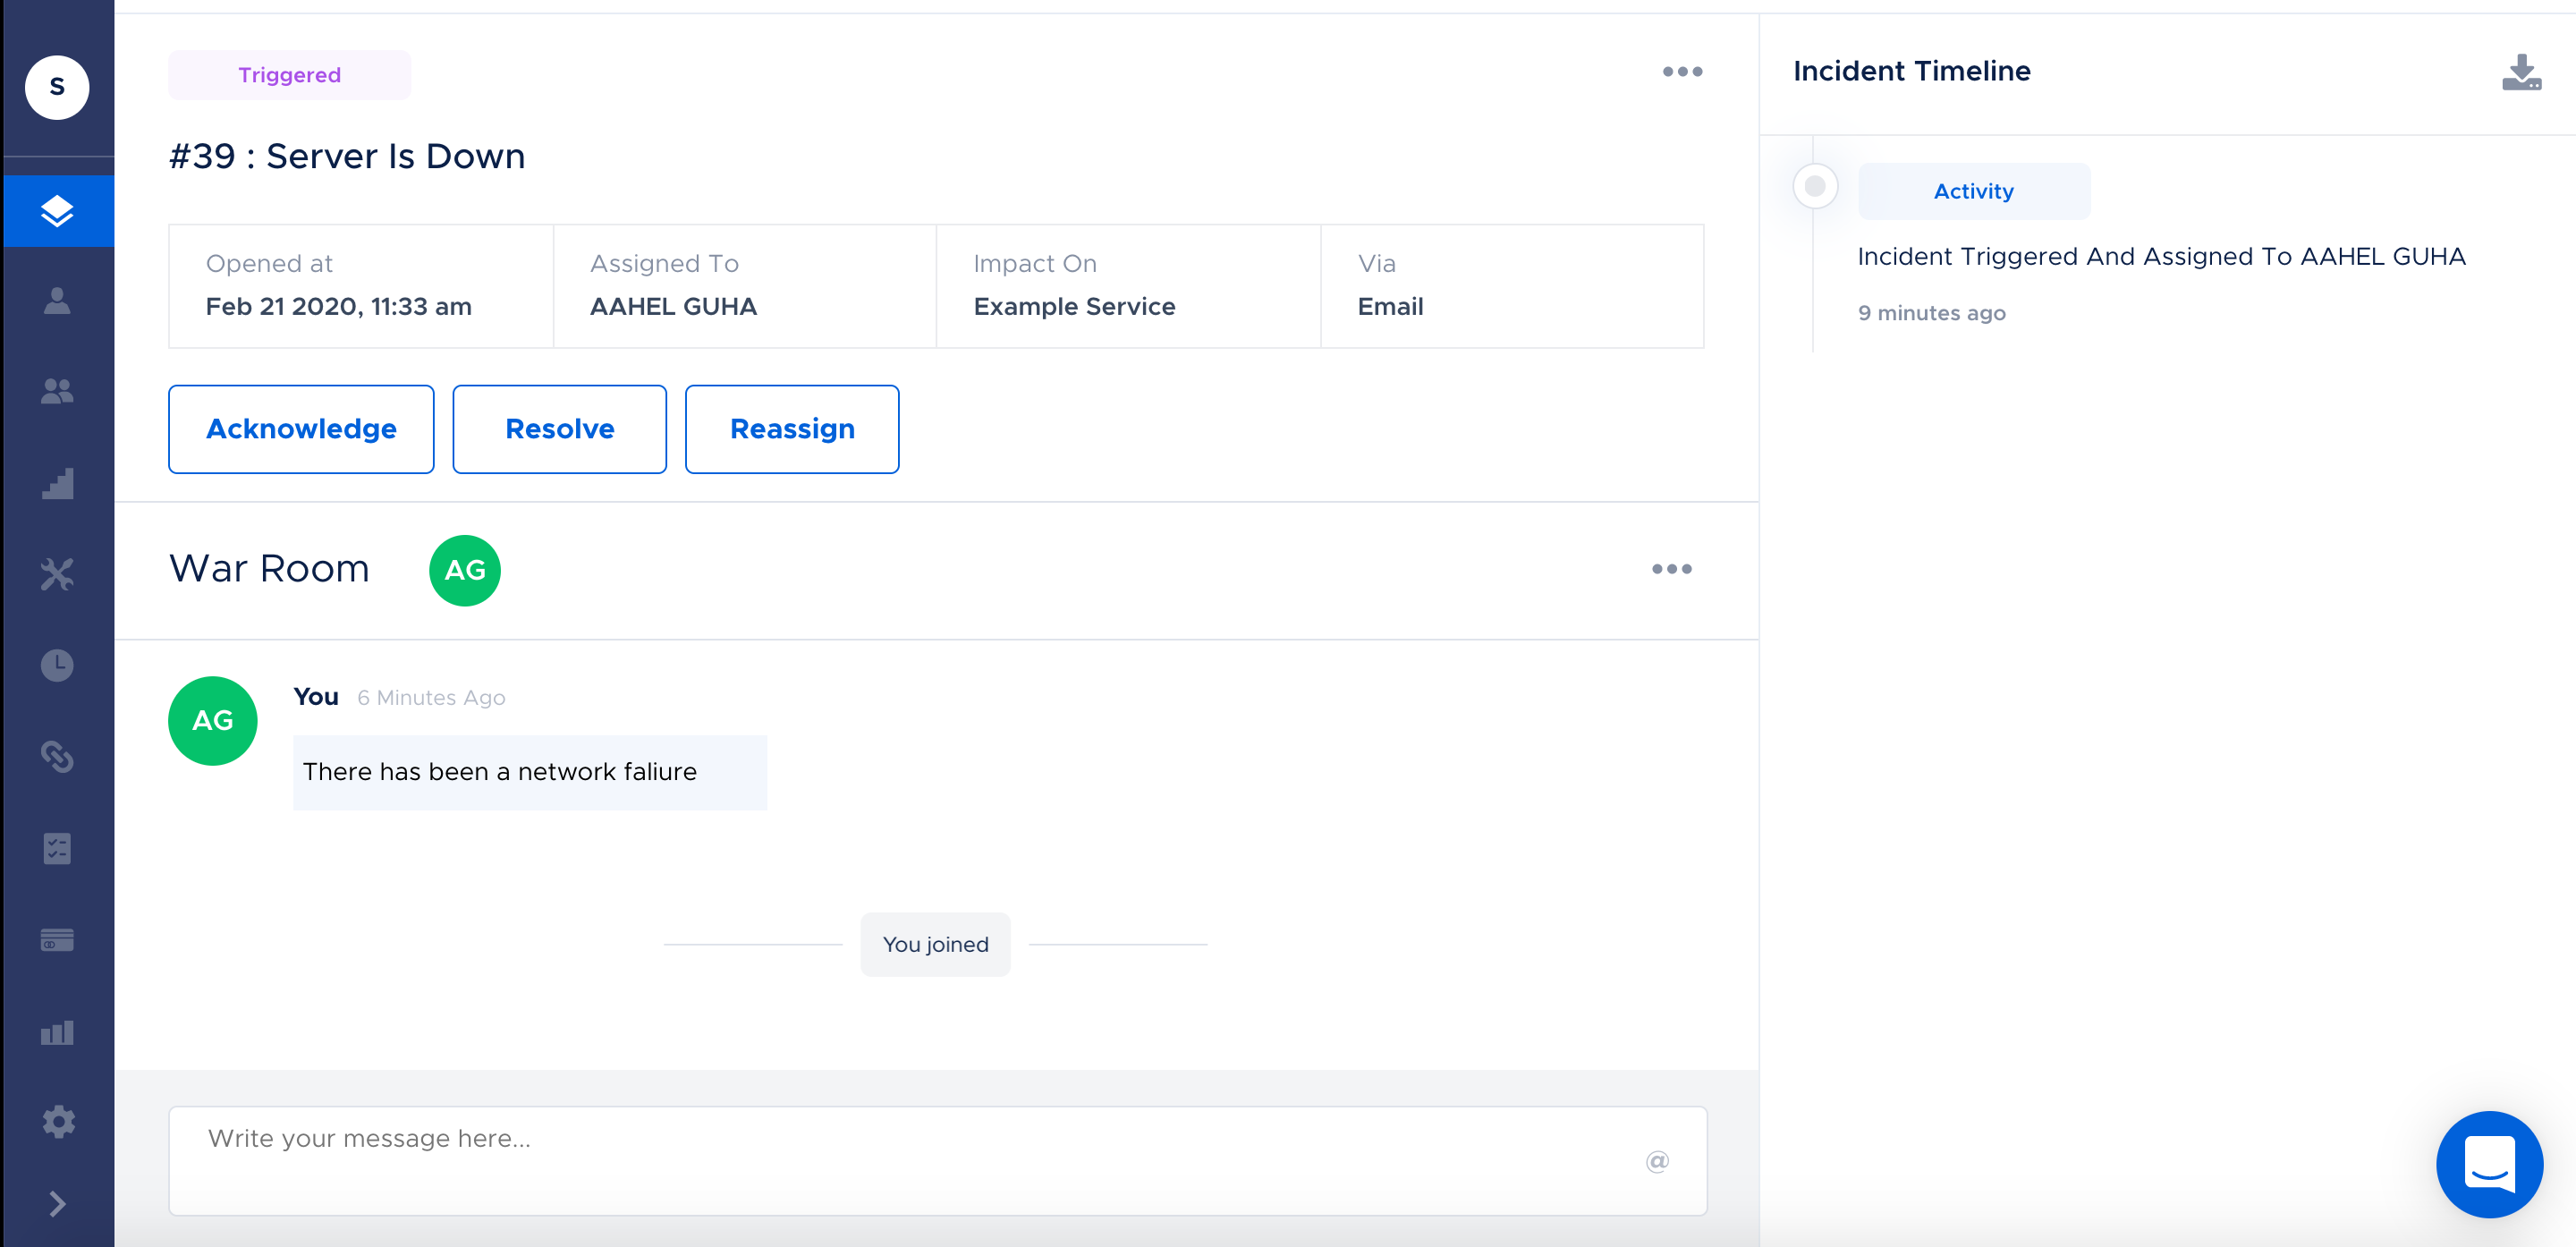 S
Triggered
#39 : Server Is Down
Opened at
Feb 21 2020, 11:33 am
Assigned To
AAHEL GUHA
Impact On
Example Service
Via
Email
Acknowledge
Resolve
Reassign
War Room
AG
AG
You 6 Minutes Ago
There has been a network faliure
You joined
Write your message here...
@
Incident Timeline
Activity
Incident Triggered And Assigned To AAHEL GUHA
9 minutes ago